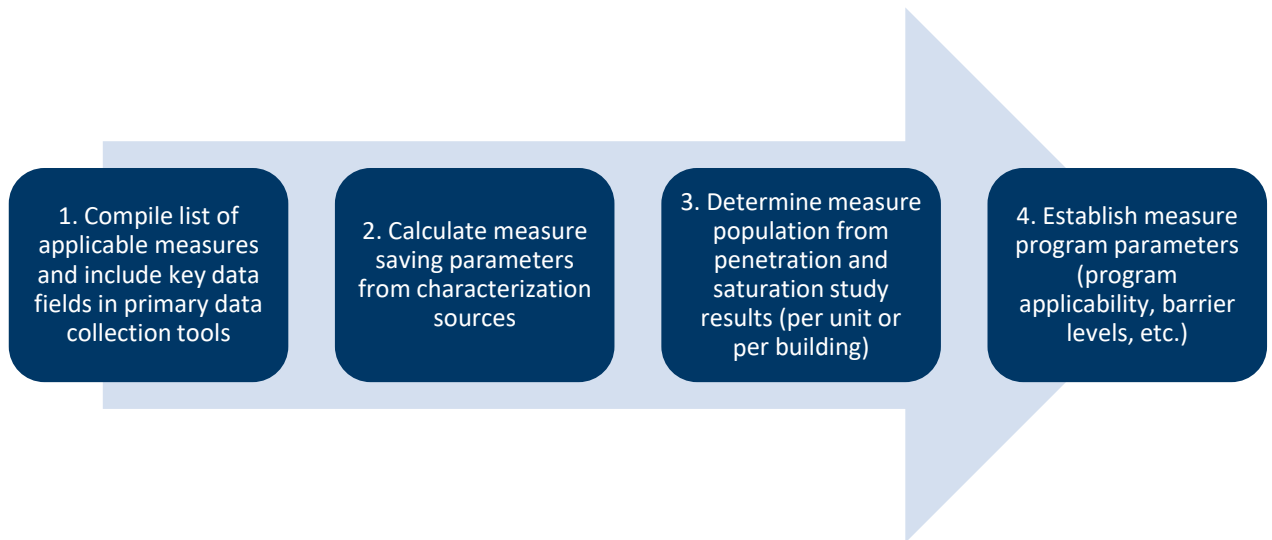 1. Compile list of
applicable measures
and include key data
fields in primary data
collection tools
2. Calculate measure
saving parameters
from characterization
sources
3. Determine measure
population from
penetration and
saturation study
results (per unit or
per building)
4. Establish measure
program parameters
(program
applicability, barrier
levels, etc.)